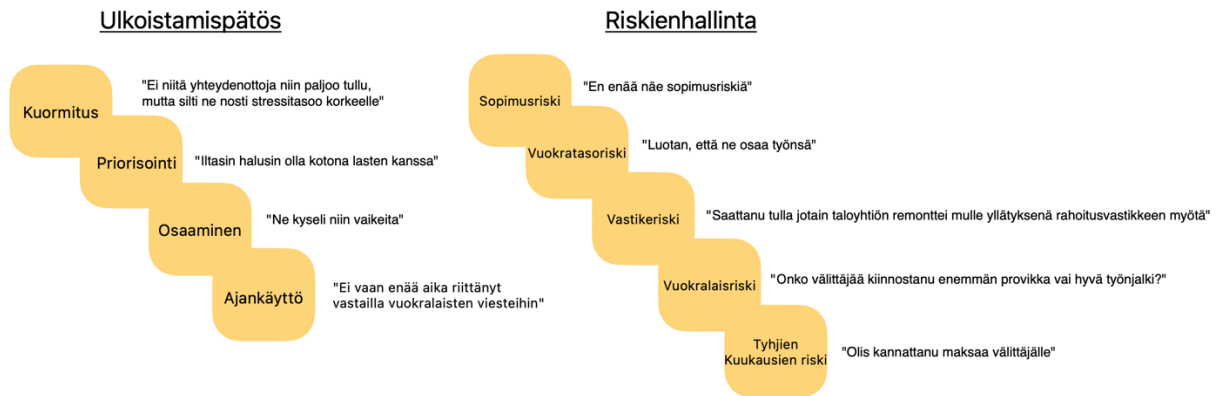 Ulkoistamispätös
Kuormitus
"Ei niitä yhteydenottoja niin paljoo tullu,
mutta silti ne nosti stressitasoo korkeelle"
Priorisointi
"Iltasin halusin olla kotona lasten kanssa"
Osaaminen
"Ne kyseli niin vaikeita"
Ajankäyttö
"Ei vaan enää aika riittänyt
vastailla vuokralaisten viesteihin"
Riskienhallinta
Sopimusriski
"En enää näe sopimusriskiä"
Vuokratasoriski
"Luotan, että ne osaa työnsä"
Vastikeriski
"Saattanu tulla jotain taloyhtiön remonttei mulle yllätyksenä rahoitusvastikkeen myötä"
Vuokralaisriski
"Onko välittäjää kiinnostanu enemmän provikka vai hyvä työnjalki?"
Tyhjien
Kuukausien riski
"Olis kannattanu maksaa välittäjälle"